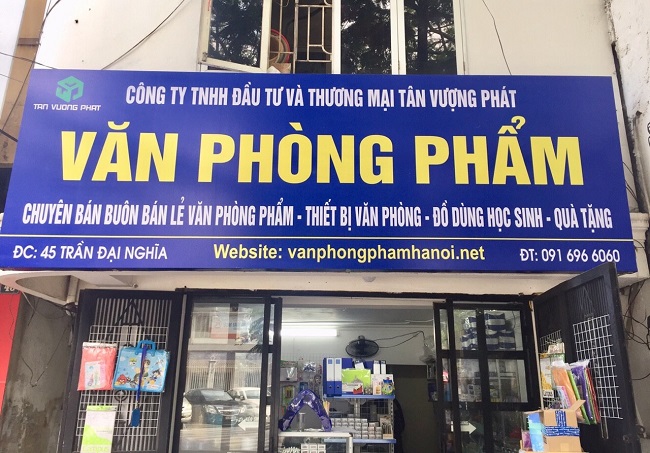 CÔNG TY TNHH ĐẦU TƯ VÀ THƯƠNG MẠI TÂN VƯỢNG PHÁT
TAN VUONG PHAT
VĂN PHÒNG PHẨM
CHUYÊN BÁN BUÔN BÁN LẺ VĂN PHÒNG PHẨM - THIẾT BỊ VĂN PHÒNG - ĐỒ DÙNG HỌC SINH - QUÀ TẶNG
ĐC: 45 TRẦN ĐẠI NGHĨA Website: vanphongphamhanoi.net ĐT: 091 696 6060